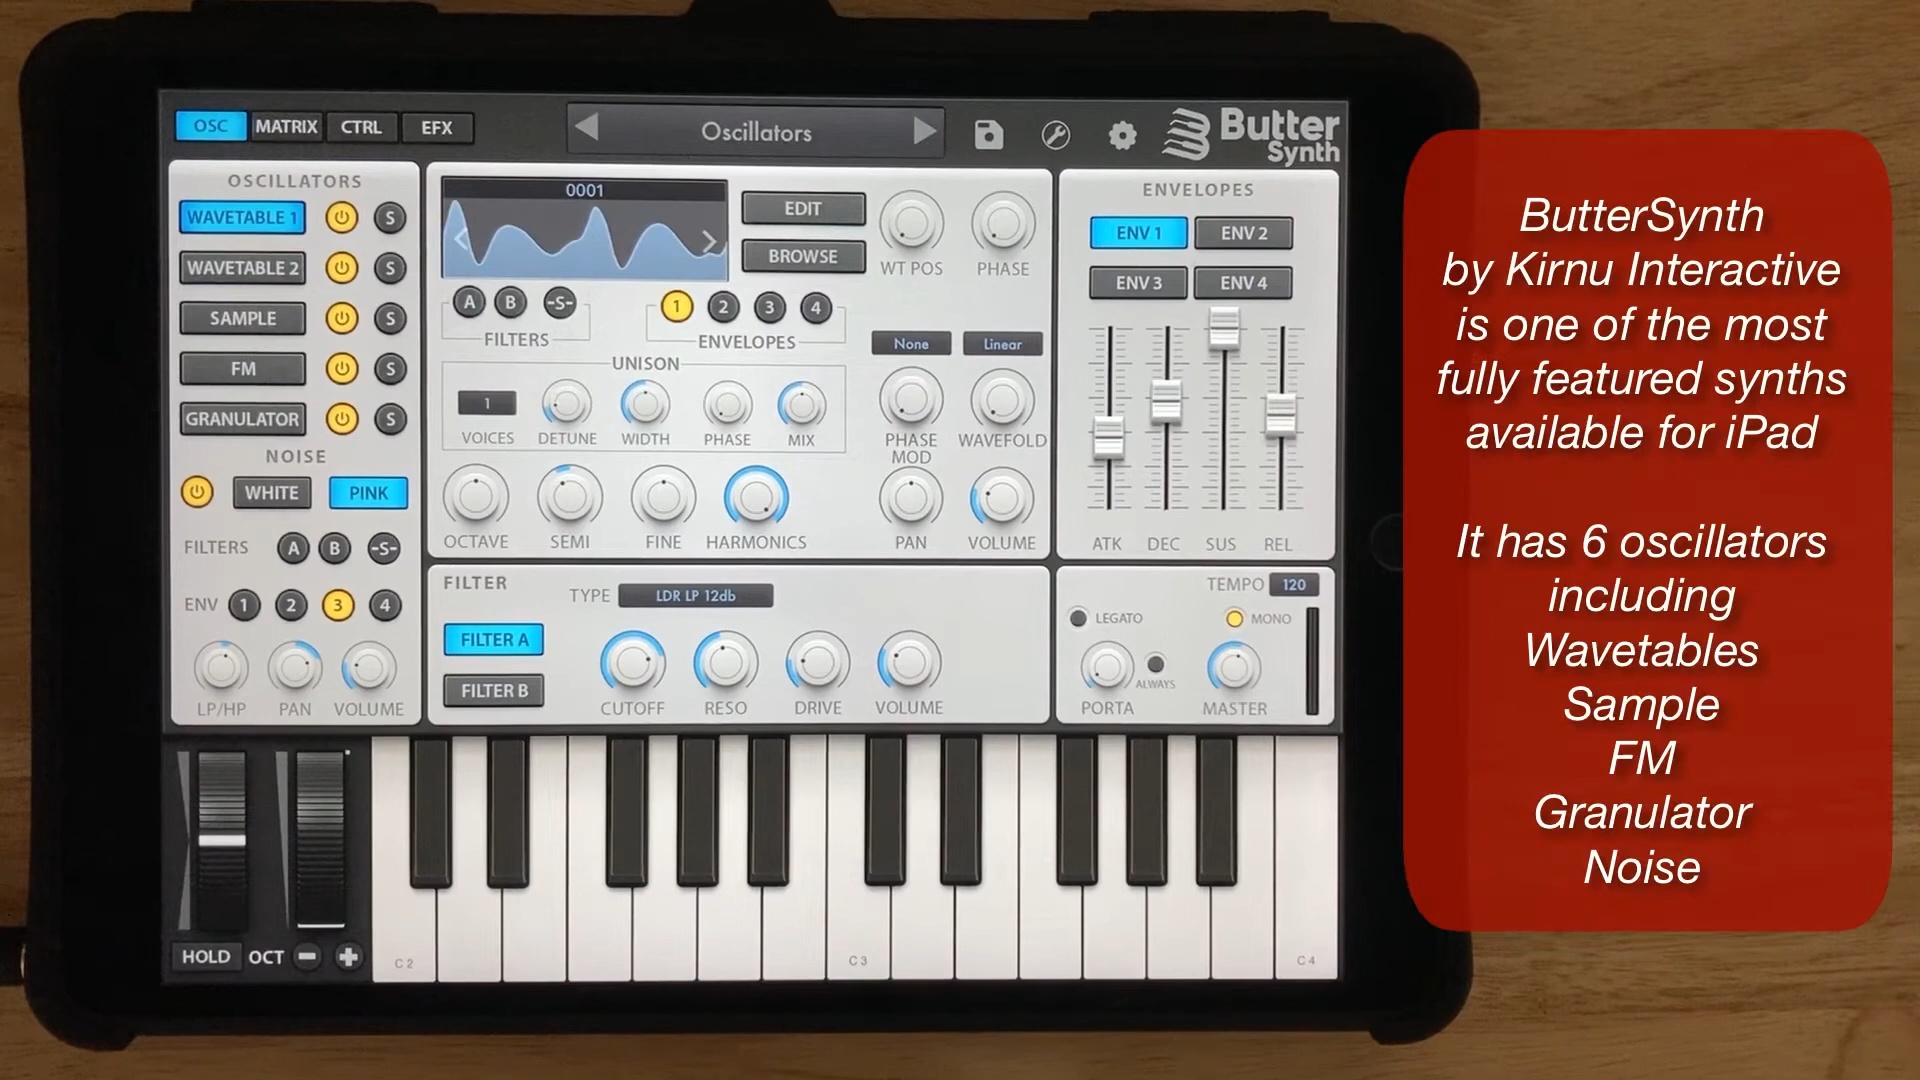 OSC MATRIX CTRL EFX
Oscillators
Butter
Synth
OSCILLATORS
WAVETABLE 1 S
WAVETABLE 2 S
SAMPLE S
FM S
GRANULATOR S
NOISE
WHITE PINK
FILTERS A B -S-
ENV 1 2 3 4
LP/HP PAN VOLUME
0001
EDIT
BROWSE
WT POS PHASE
A B -S-
FILTERS
1 2 3 4
ENVELOPES
None Linear
UNISON
1
VOICES DETUNE WIDTH PHASE MIX
PHASE
MOD
WAVEFOLD
OCTAVE SEMI FINE HARMONICS PAN VOLUME
FILTER
TYPE LDR LP 12db
FILTER A
FILTER B
CUTOFF RESO DRIVE VOLUME
ENVELOPES
ENV 1 ENV 2
ENV 3 ENV 4
ATK DEC SUS REL
TEMPO 120
LEGATO MONO
ALWAYS
PORTA MASTER
HOLD OCT - +
C 2 C 3 C 4
ButterSynth
by Kirnu Interactive
is one of the most
fully featured synths
available for iPad
It has 6 oscillators
including
Wavetables
Sample
FM
Granulator
Noise